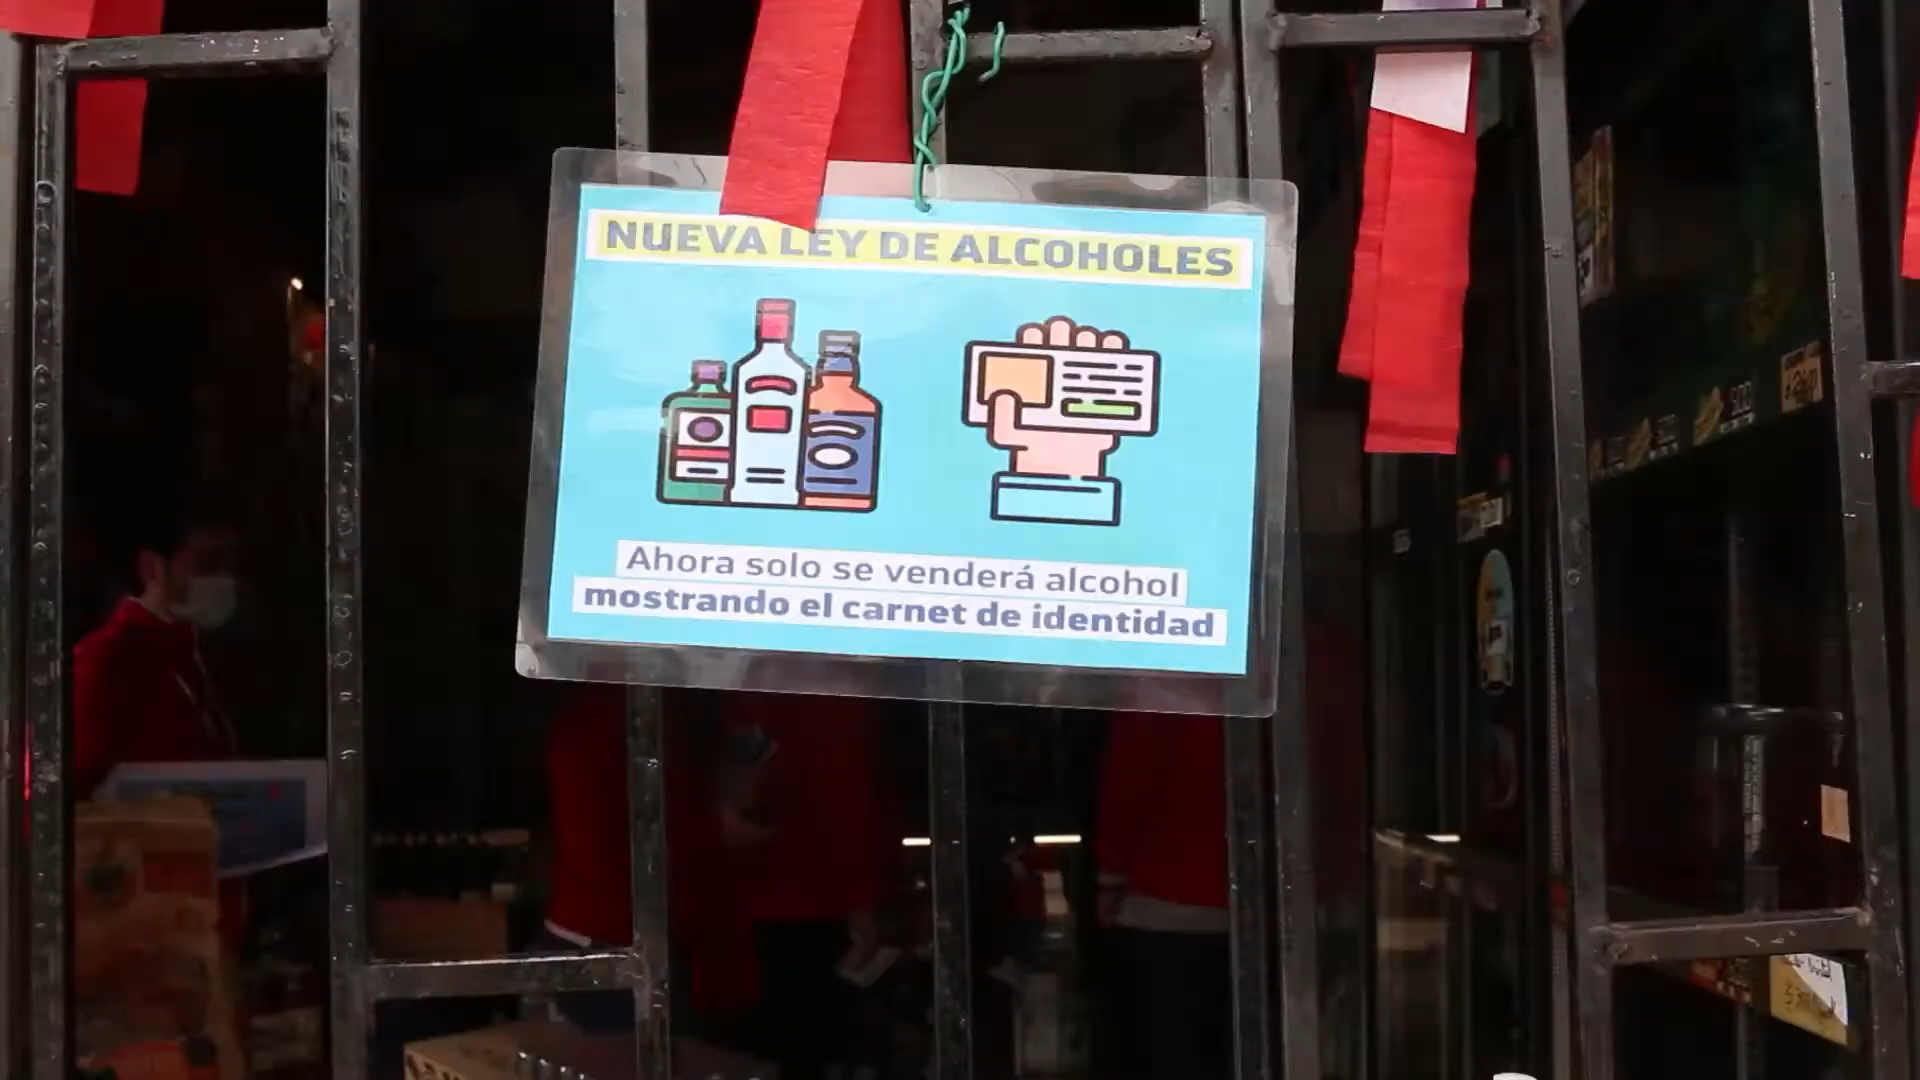 NUEVA LEY DE ALCOHOLES
Ahora solo se venderá alcohol
mostrando el carnet de identidad